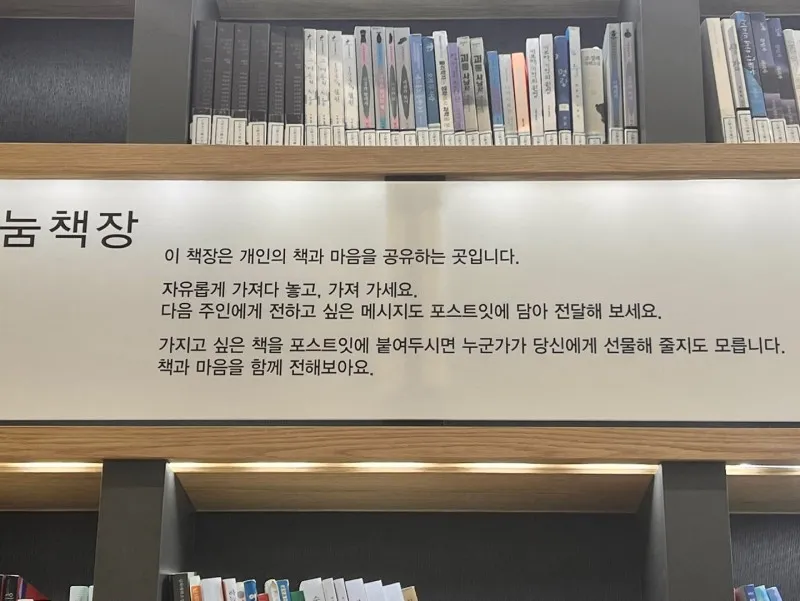 눔책장
이 책장은 개인의 책과 마음을 공유하는 곳입니다.
자유롭게 가져다 놓고, 가져 가세요.
다음 주인에게 전하고 싶은 메시지도 포스트잇에 담아 전달해 보세요.
가지고 싶은 책을 포스트잇에 붙여두시면 누군가가 당신에게 선물해 줄지도 모릅니다.
책과 마음을 함께 전해보아요.